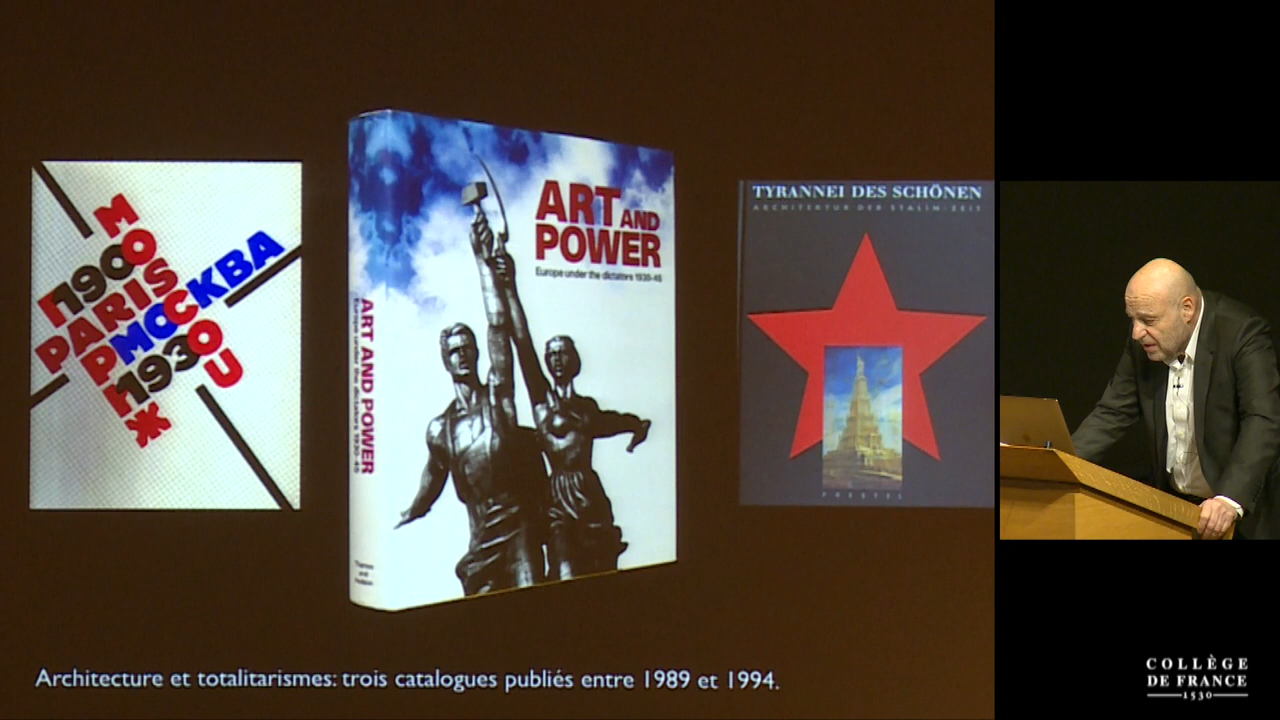 MOSCOU
1900
PARIS
МОСКВА
1930
ПАРИЖ
ART AND
POWER
Europe under the dictators 1930-45
ART AND POWER
Europe under the dictators 1930-45
Thames
and
Hudson
TYRANNEI DES SCHÖNEN
ARCHITEKTUR DER STALIN-ZEIT
PRESTEL
Architecture et totalitarismes: trois catalogues publiés entre 1989 et 1994.
COLLÈGE
DE FRANCE
1530